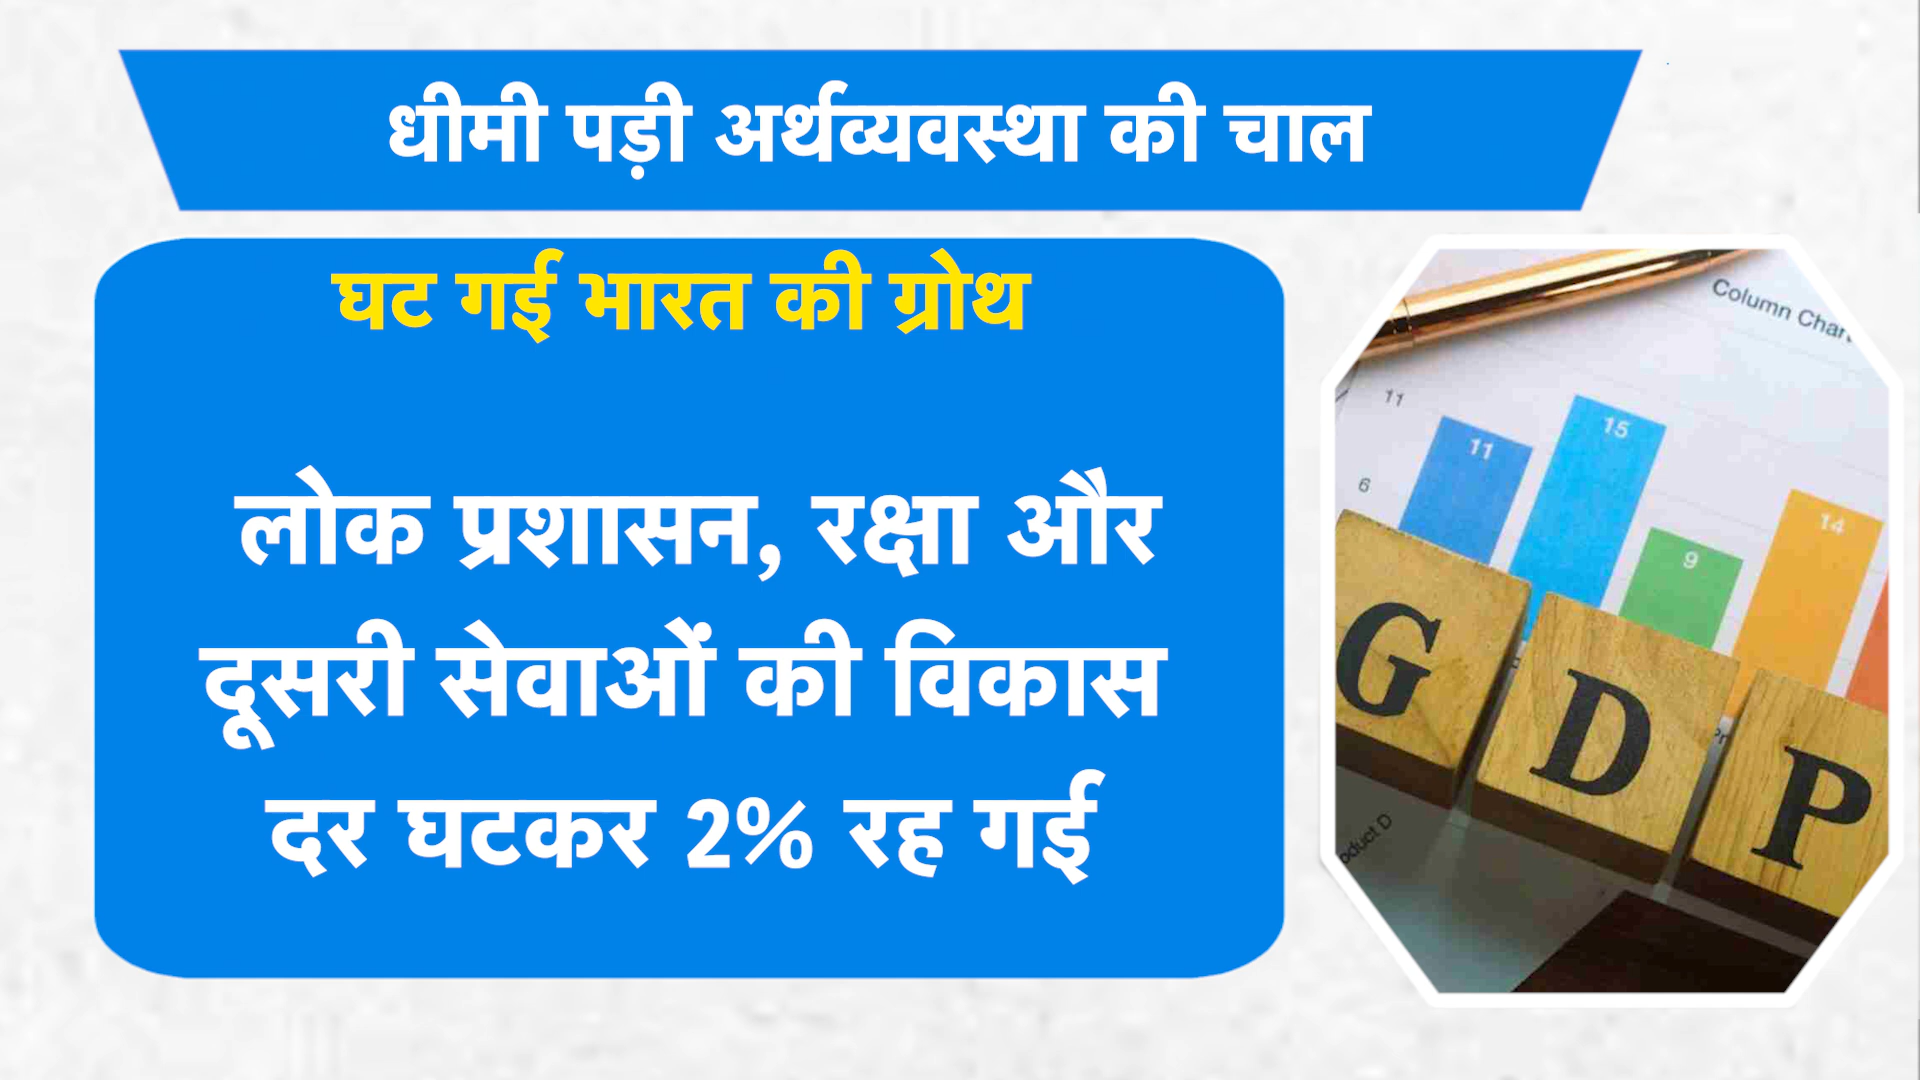 धीमी पड़ी अर्थव्यवस्था की चाल
घट गई भारत की ग्रोथ
लोक प्रशासन, रक्षा और
दूसरी सेवाओं की विकास
दर घटकर 2% रह गई
Column Char
11
11
15
6
9
14
G D P
oduct D